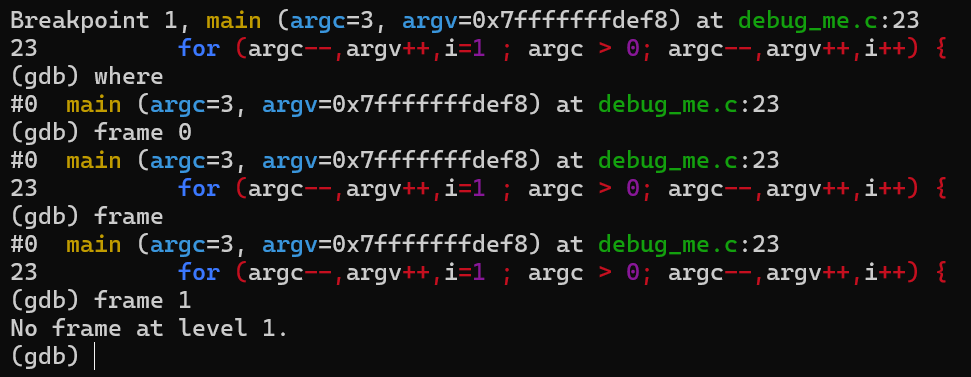 Breakpoint 1, main (argc=3, argv=0x7fffffffdef8) at debug_me.c:23
23          for (argc--,argv++,i=1 ; argc > 0; argc--,argv++,i++) {
(gdb) where
#0  main (argc=3, argv=0x7fffffffdef8) at debug_me.c:23
(gdb) frame 0
#0  main (argc=3, argv=0x7fffffffdef8) at debug_me.c:23
23          for (argc--,argv++,i=1 ; argc > 0; argc--,argv++,i++) {
(gdb) frame
#0  main (argc=3, argv=0x7fffffffdef8) at debug_me.c:23
23          for (argc--,argv++,i=1 ; argc > 0; argc--,argv++,i++) {
(gdb) frame 1
No frame at level 1.
(gdb)